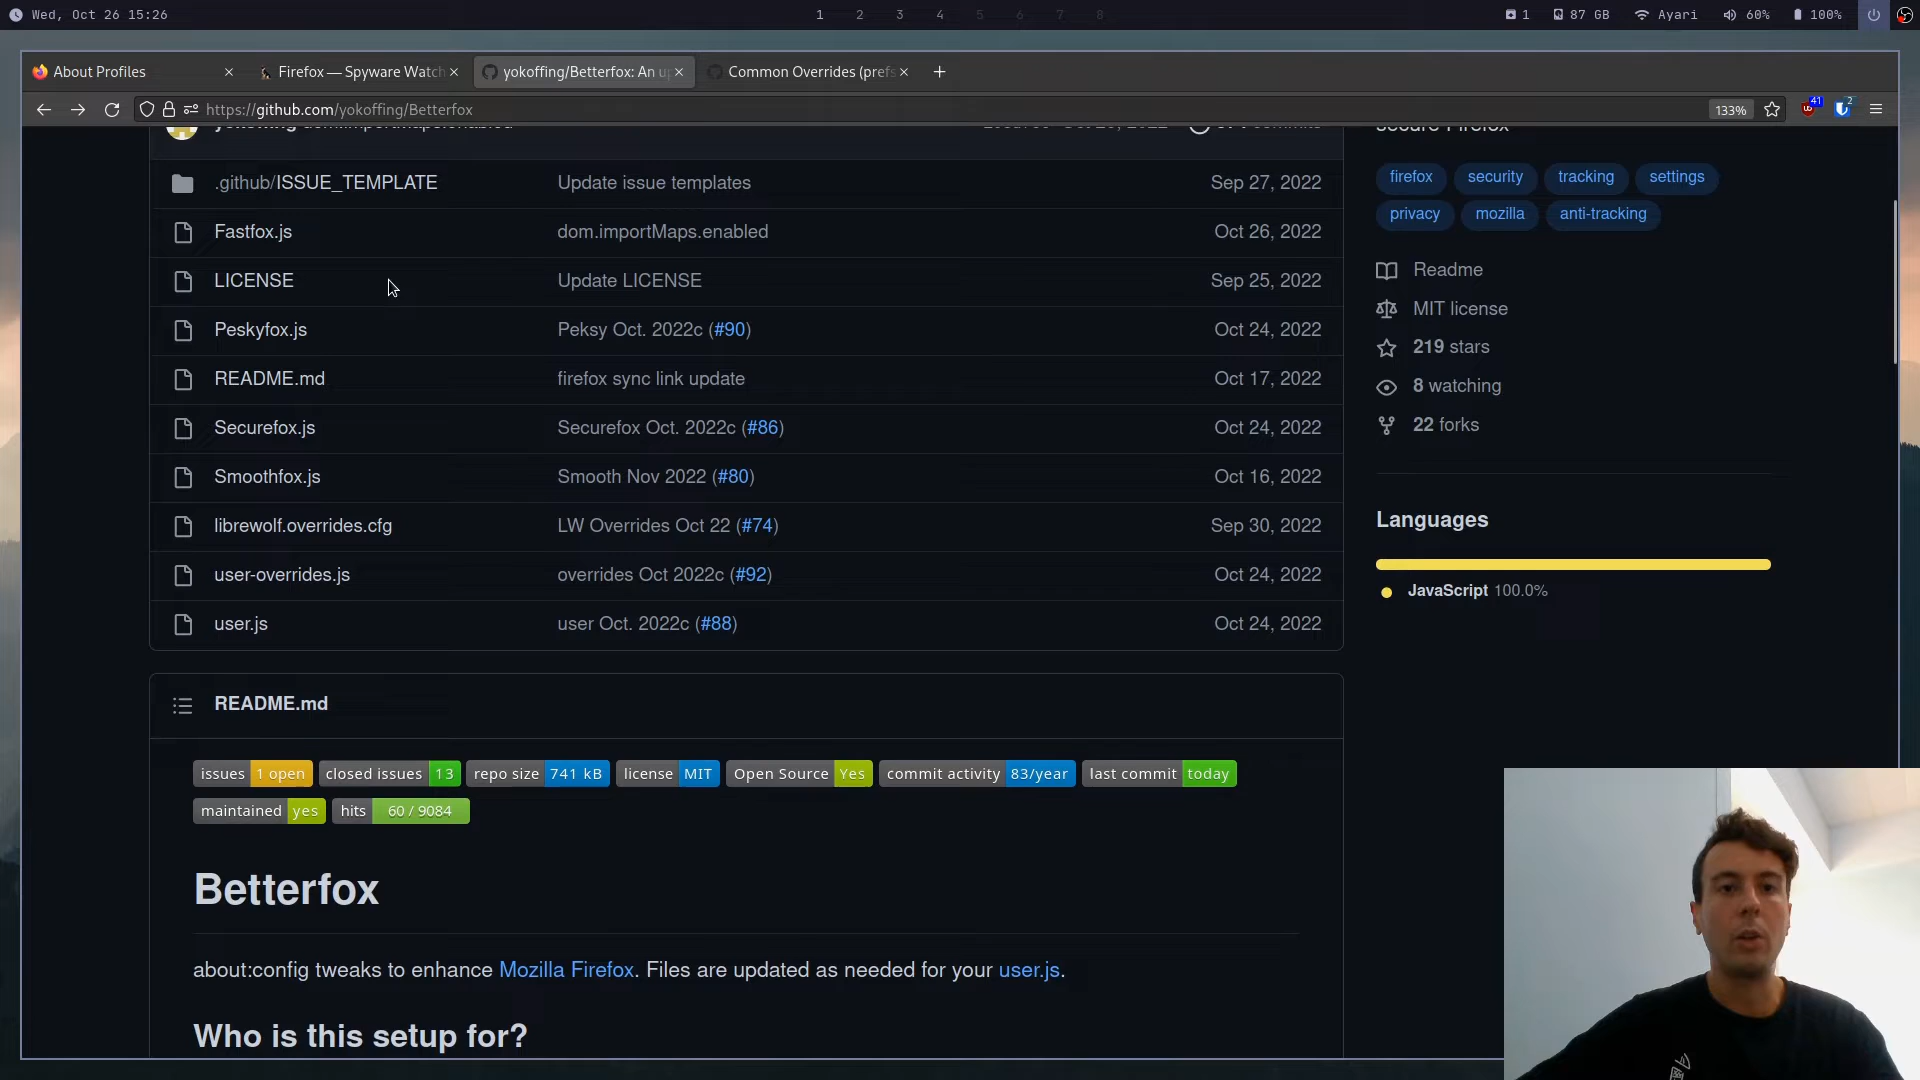 Wed, Oct 26 15:26
1 2 3 4 5 6 7 8
1 87 GB Ayari 60% 100%
About Profiles
Firefox — Spyware Watch
yokoffing/Betterfox: An u
Common Overrides (prefs
https://github.com/yokoffing/Betterfox
133%
41
2
yokoffing dom.importMaps.enabled
commits
secure Firefox
.github/ISSUE_TEMPLATE Update issue templates Sep 27, 2022
Fastfox.js dom.importMaps.enabled Oct 26, 2022
LICENSE Update LICENSE Sep 25, 2022
Peskyfox.js Peksy Oct. 2022c (#90) Oct 24, 2022
README.md firefox sync link update Oct 17, 2022
Securefox.js Securefox Oct. 2022c (#86) Oct 24, 2022
Smoothfox.js Smooth Nov 2022 (#80) Oct 16, 2022
librewolf.overrides.cfg LW Overrides Oct 22 (#74) Sep 30, 2022
user-overrides.js overrides Oct 2022c (#92) Oct 24, 2022
user.js user Oct. 2022c (#88) Oct 24, 2022
firefox security tracking settings
privacy mozilla anti-tracking
Readme
MIT license
219 stars
8 watching
22 forks
Languages
JavaScript 100.0%
README.md
issues 1 open closed issues 13 repo size 741 kB license MIT Open Source Yes commit activity 83/year last commit today
maintained yes hits 60 / 9084
Betterfox
about:config tweaks to enhance Mozilla Firefox. Files are updated as needed for your user.js.
Who is this setup for?